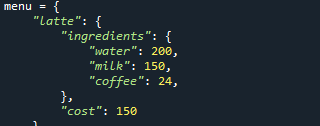 menu = {
    "latte": {
        "ingredients": {
            "water": 200,
            "milk": 150,
            "coffee": 24,
        },
        "cost": 150
    },